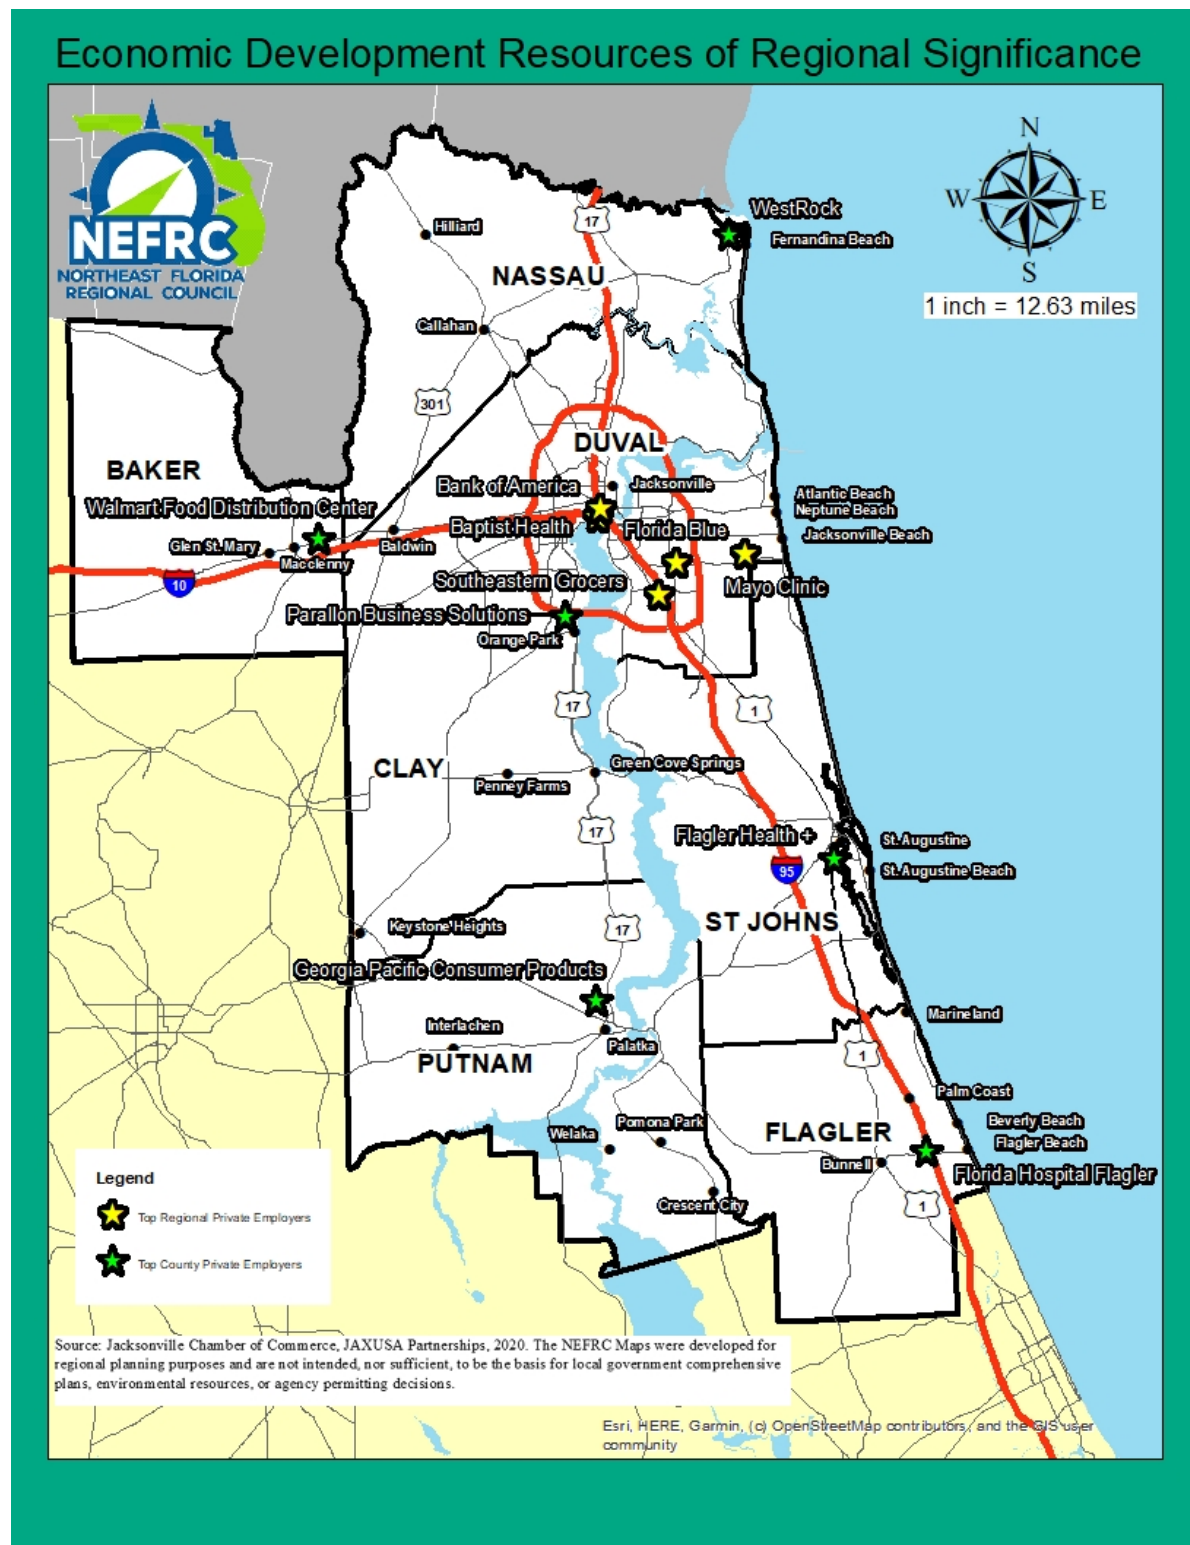 Economic Development Resources of Regional Significance
NEFRC
NORTHEAST FLORIDA
REGIONAL COUNCIL
N
W
E
S
1 inch = 12.63 miles
WestRock
Fernandina Beach
17
Hilliard
NASSAU
Callahan
301
BAKER
DUVAL
Bank of America
Jacksonville
Walmart Food Distribution Center
Atlantic Beach
Neptune Beach
Baptist Health
Florida Blue
Jacksonville Beach
Glen St. Mary
Baldwin
Macclenny
10
Southeastern Grocers
Mayo Clinic
Parallon Business Solutions
Orange Park
17
1
CLAY
Green Cove Springs
Penney Farms
17
Flagler Health +
St. Augustine
95
St. Augustine Beach
Keystone Heights
17
ST JOHNS
Georgia Pacific Consumer Products
Interlachen
Marineland
Palatka
1
PUTNAM
Palm Coast
Pomona Park
Beverly Beach
Welaka
FLAGLER
Flagler Beach
Bunnell
Florida Hospital Flagler
Crescent City
1
Legend
Top Regional Private Employers
Top County Private Employers
Source: Jacksonville Chamber of Commerce, JAXUSA Partnerships, 2020. The NEFRC Maps were developed for
regional planning purposes and are not intended, nor sufficient, to be the basis for local government comprehensive
plans, environmental resources, or agency permitting decisions.
Esri, HERE, Garmin, (c) OpenStreetMap contributors, and the GIS user
community